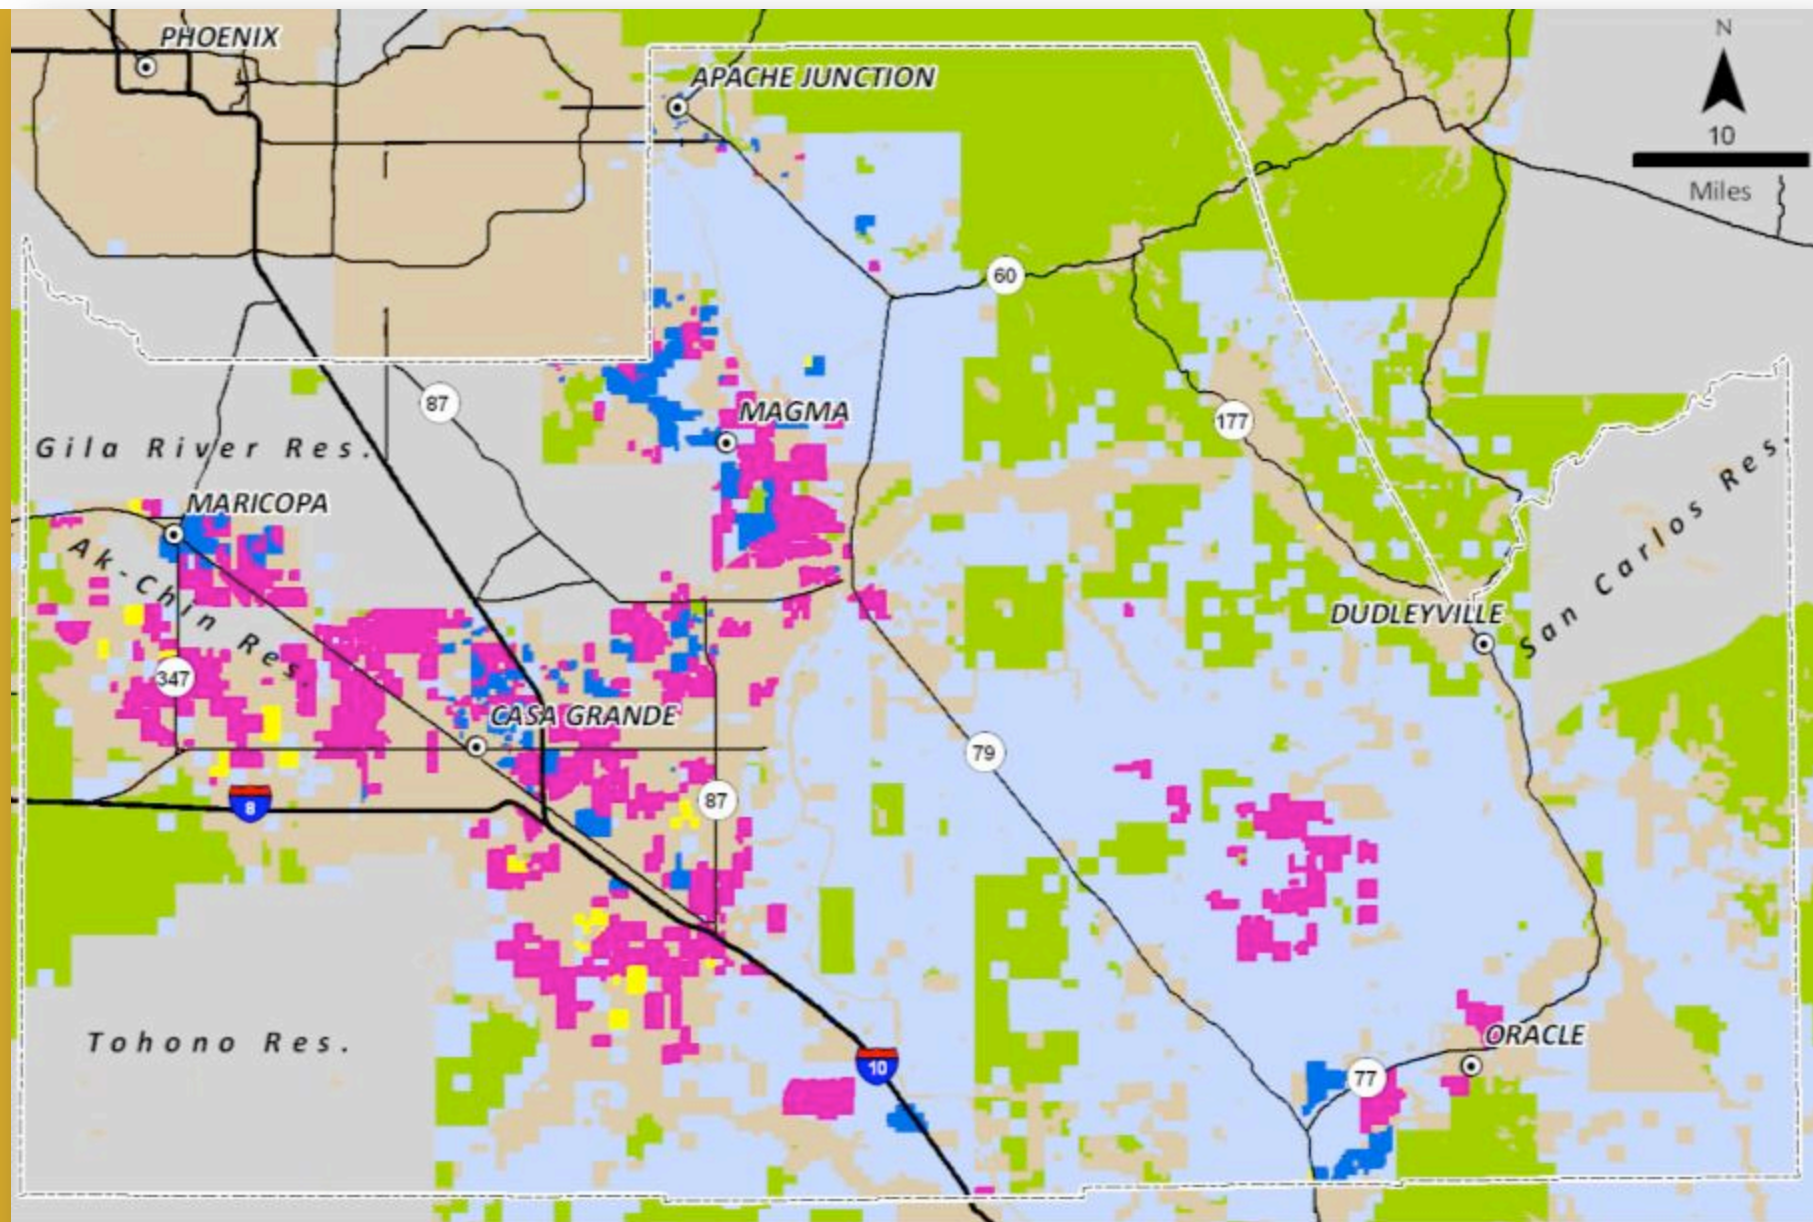 PHOENIX
N
APACHE JUNCTION
10
Miles
60
87
MAGMA
177
Gila River Res.
MARICOPA
San Carlos Res.
Ak-Chin Res.
DUDLEYVILLE
347
CASA GRANDE
79
8
87
Tohono Res.
ORACLE
10
77